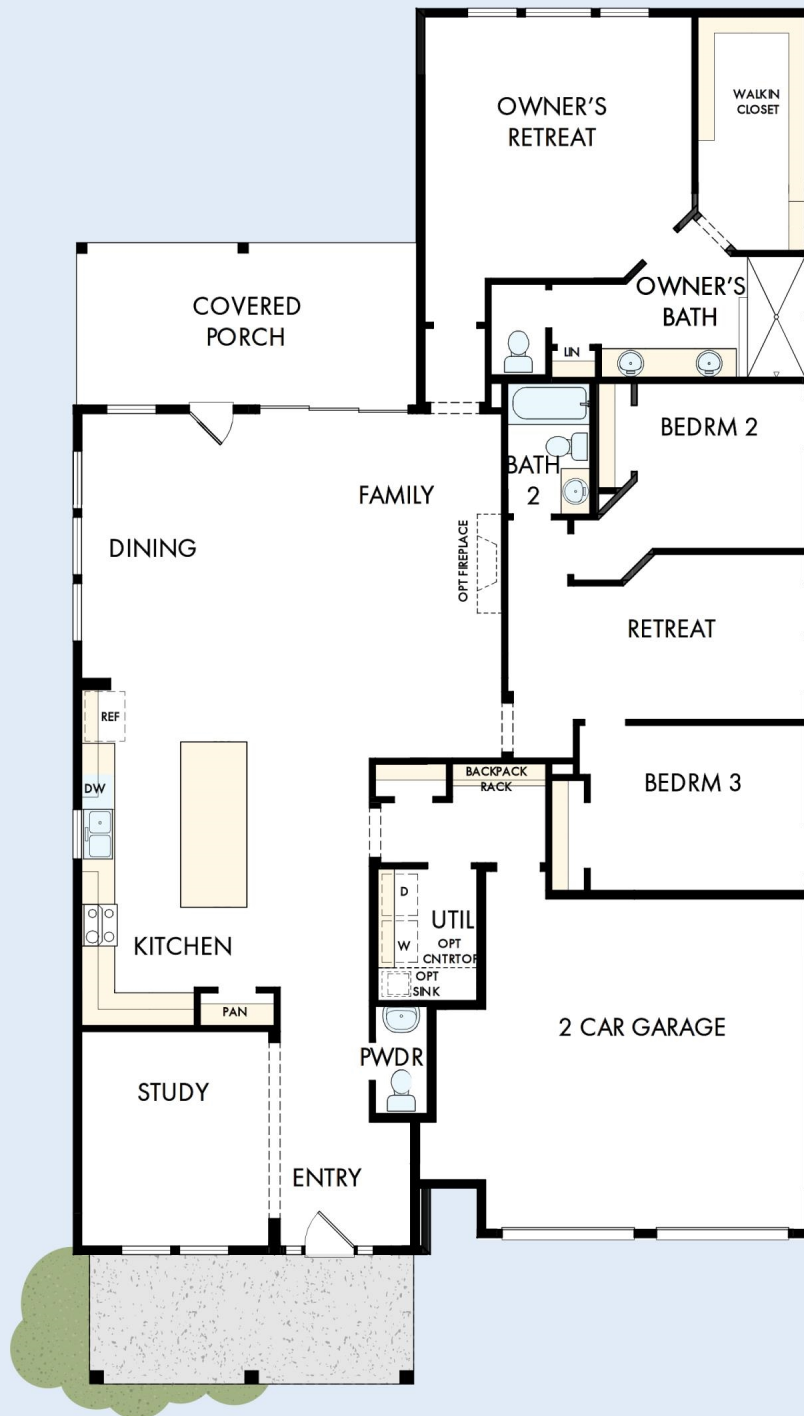 OWNER'S
RETREAT
WALKIN
CLOSET
OWNER'S
BATH
COVERED
PORCH
LIN
BEDRM 2
BATH
2
FAMILY
DINING
OPT FIREPLACE
RETREAT
REF
BACKPACK
RACK
DW
BEDRM 3
D
W
UTIL
OPT
CNTRTOP
OPT
SINK
KITCHEN
PAN
2 CAR GARAGE
PWDR
STUDY
ENTRY